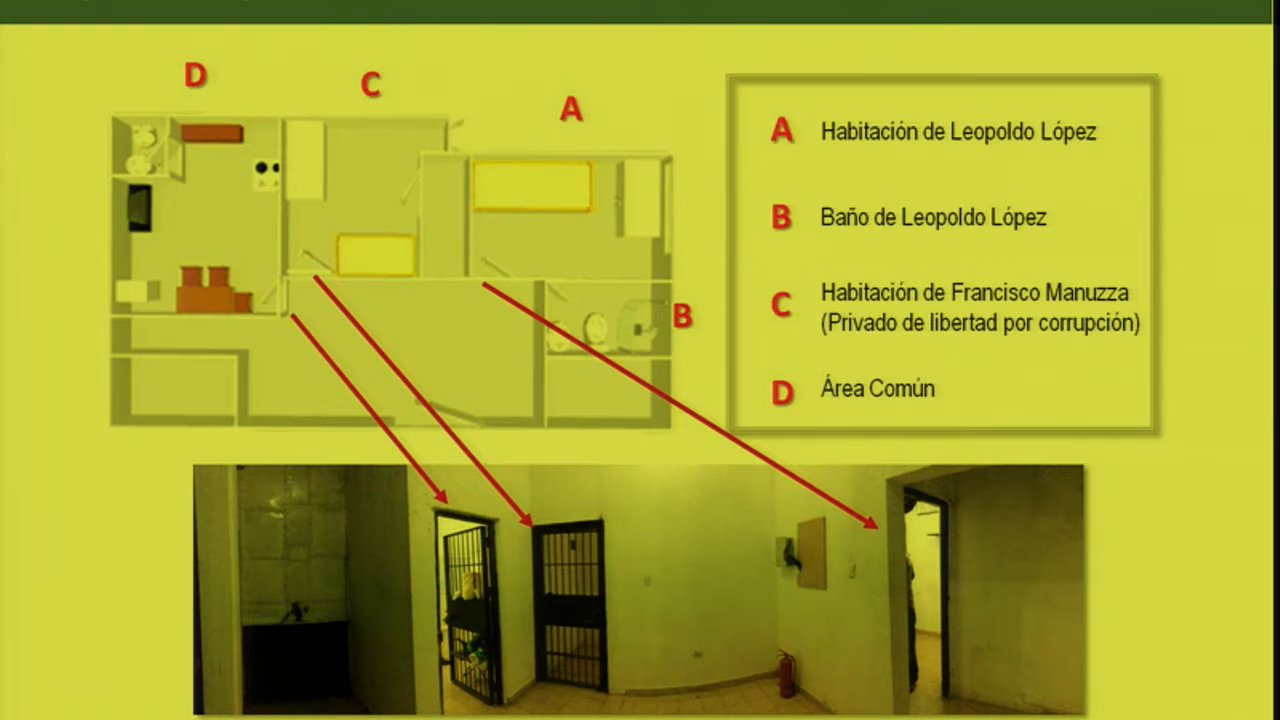 D
C
A
B
A Habitación de Leopoldo López
B Baño de Leopoldo López
C Habitación de Francisco Manuzza
(Privado de libertad por corrupción)
D Área Común